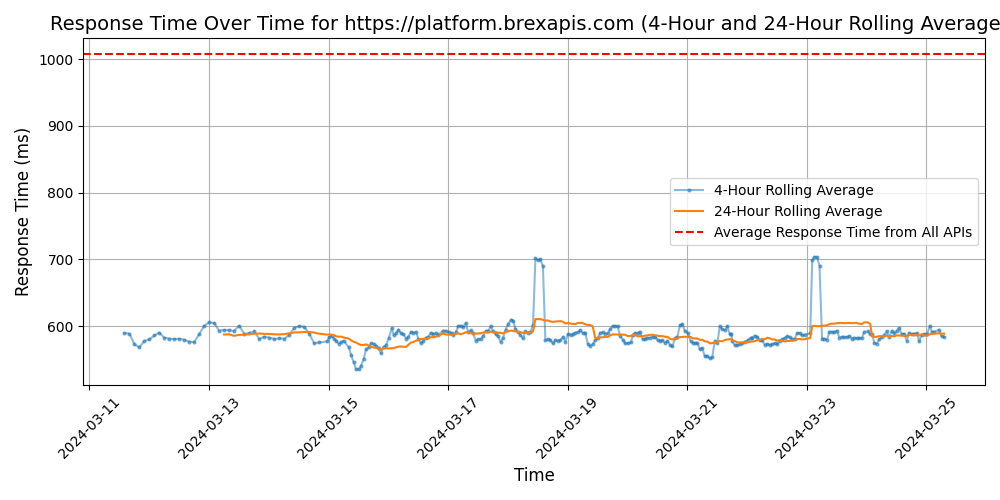 Response Time Over Time for https://platform.brexapis.com (4-Hour and 24-Hour Rolling Average
Response Time (ms)
1000
900
800
700
600
4-Hour Rolling Average
24-Hour Rolling Average
Average Response Time from All APIs
2024-03-11
2024-03-13
2024-03-15
2024-03-17
2024-03-19
2024-03-21
2024-03-23
2024-03-25
Time